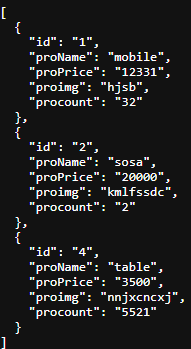 [
  {
    "id": "1",
    "proName": "mobile",
    "proPrice": "12331",
    "proimg": "hjsb",
    "procount": "32"
  },
  {
    "id": "2",
    "proName": "sosa",
    "proPrice": "20000",
    "proimg": "kmlfssdc",
    "procount": "2"
  },
  {
    "id": "4",
    "proName": "table",
    "proPrice": "3500",
    "proimg": "nnjxcncxj",
    "procount": "5521"
  }
]